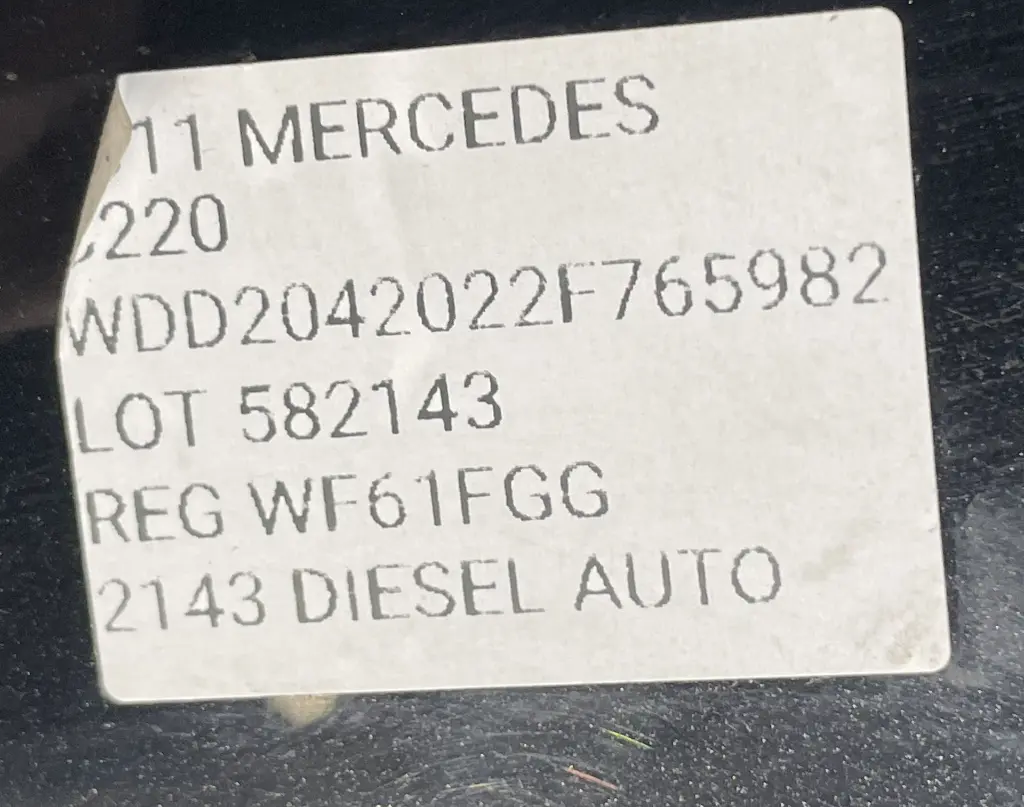 11 MERCEDES
220
WDD2042022F765982
LOT 582143
REG WF61FGG
2143 DIESEL AUTO